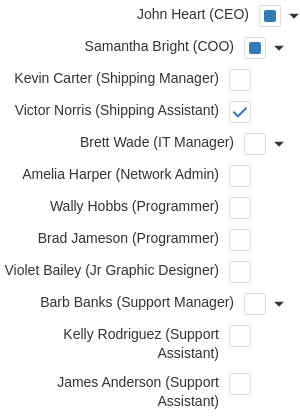 John Heart (CEO)
Samantha Bright (COO)
Kevin Carter (Shipping Manager)
Victor Norris (Shipping Assistant)
Brett Wade (IT Manager)
Amelia Harper (Network Admin)
Wally Hobbs (Programmer)
Brad Jameson (Programmer)
Violet Bailey (Jr Graphic Designer)
Barb Banks (Support Manager)
Kelly Rodriguez (Support
Assistant)
James Anderson (Support
Assistant)